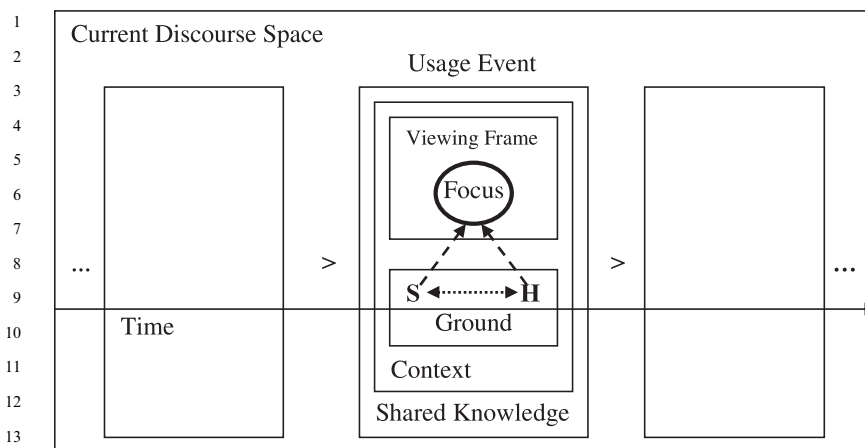 1
2
3
4
5
6
7
8
9
10
11
12
13
Current Discourse Space
Usage Event
Viewing Frame
Focus
... > > ...
S H
Time
Ground
Context
Shared Knowledge